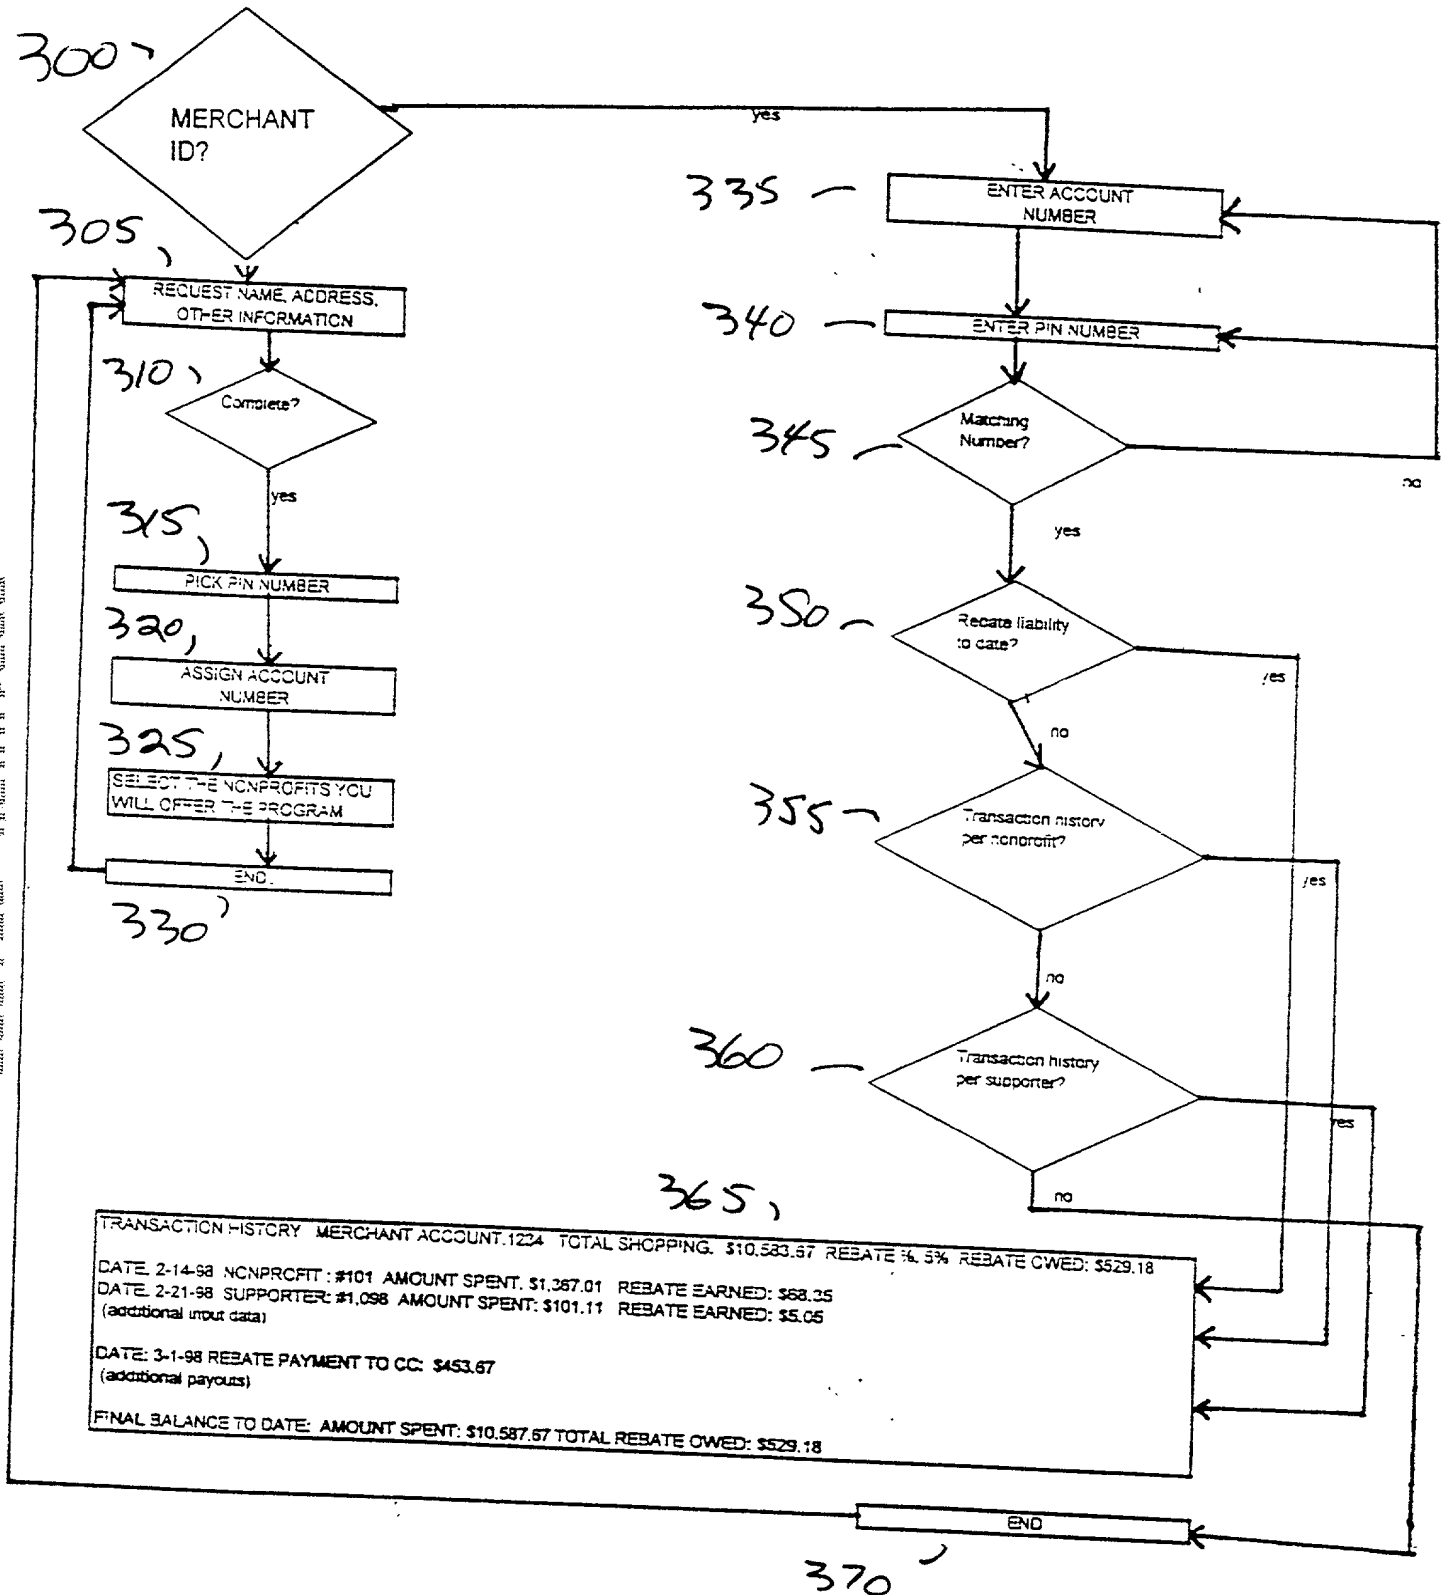 300
MERCHANT
ID?
yes
305
REQUEST NAME, ADDRESS,
OTHER INFORMATION
310
Complete?
yes
315
PICK PIN NUMBER
320
ASSIGN ACCOUNT
NUMBER
325
SELECT THE NONPROFITS YOU
WILL OFFER THE PROGRAM
END
330
335
ENTER ACCOUNT
NUMBER
340
ENTER PIN NUMBER
345
Matching
Number?
no
yes
350
Rebate liability
to date?
yes
no
355
Transaction history
per nonprofit?
yes
no
360
Transaction history
per supporter?
yes
no
365
TRANSACTION HISTORY MERCHANT ACCOUNT.1234 TOTAL SHOPPING. $10,583.67 REBATE %, 5% REBATE OWED: $529.18
DATE. 2-14-98 NONPROFIT : #101 AMOUNT SPENT. $1,367.01 REBATE EARNED: $68.35
DATE. 2-21-98 SUPPORTER: #1,098 AMOUNT SPENT: $101.11 REBATE EARNED: $5.05
(additional input data)
DATE: 3-1-98 REBATE PAYMENT TO CC: $453.67
(additional payouts)
FINAL BALANCE TO DATE: AMOUNT SPENT: $10,587.67 TOTAL REBATE OWED: $529.18
END
370